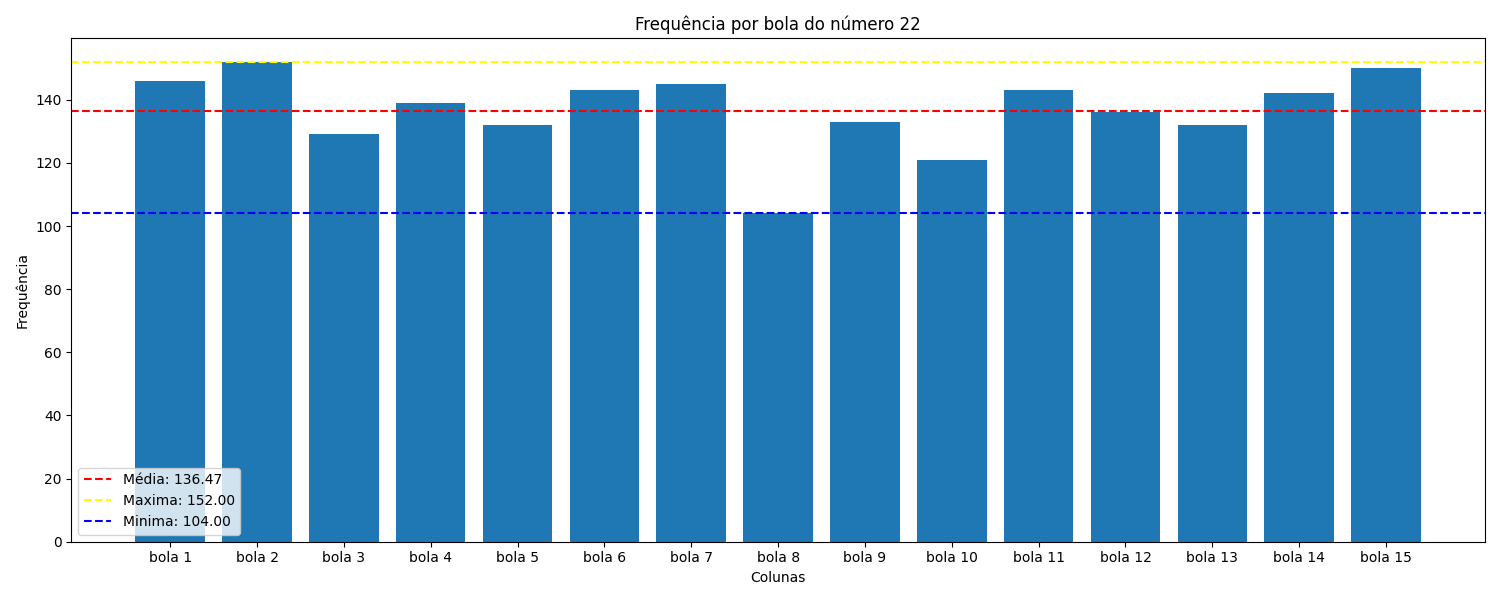 Frequência por bola do número 22
Frequência
140
120
100
80
60
40
20
0
Média: 136.47
Maxima: 152.00
Minima: 104.00
bola 1 bola 2 bola 3 bola 4 bola 5 bola 6 bola 7 bola 8 bola 9 bola 10 bola 11 bola 12 bola 13 bola 14 bola 15
Colunas